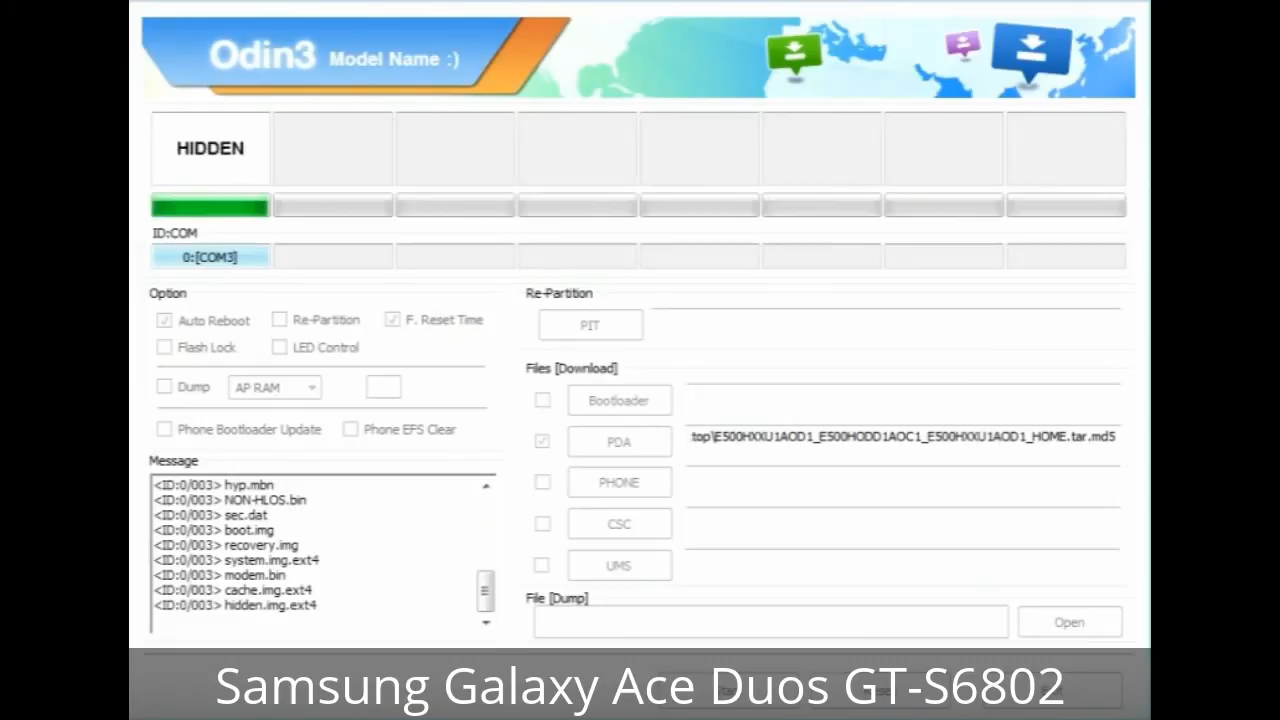 Odin3 Model Name :)
HIDDEN
ID:COM
0:[COM3]
Option
Auto Reboot Re-Partition F. Reset Time
Flash Lock LED Control
Dump AP RAM
Phone Bootloader Update Phone EFS Clear
Message
<ID:0/003> hyp.mbn
<ID:0/003> NON-HLOS.bin
<ID:0/003> sec.dat
<ID:0/003> boot.img
<ID:0/003> recovery.img
<ID:0/003> system.img.ext4
<ID:0/003> modem.bin
<ID:0/003> cache.img.ext4
<ID:0/003> hidden.img.ext4
Re-Partition
PIT
Files [Download]
Bootloader
PDA top\E500HXXU1AOD1_E500HODD1AOC1_E500HXXU1AOD1_HOME.tar.md5
PHONE
CSC
UMS
File [Dump]
Open
Samsung Galaxy Ace Duos GT-S6802